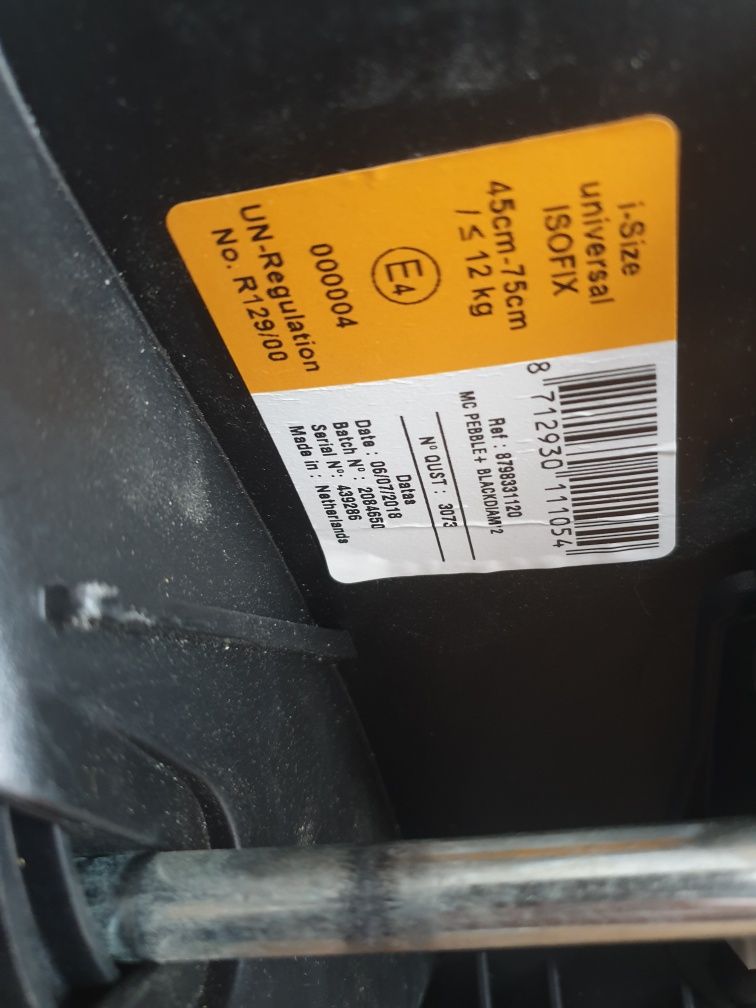 i-Size
universal
ISOFIX
45cm-75cm
/ ≤ 12 kg
E4
000004
UN-Regulation
No. R129/00
8 712930 111054
Ref : 8798331120
MC PEBBLE+ BLACKDIAM'2
N° QUST : 3073
Datas
Date : 06/07/2018
Batch N° : 2084650
Serial N° : 439286
Made in : Netherlands